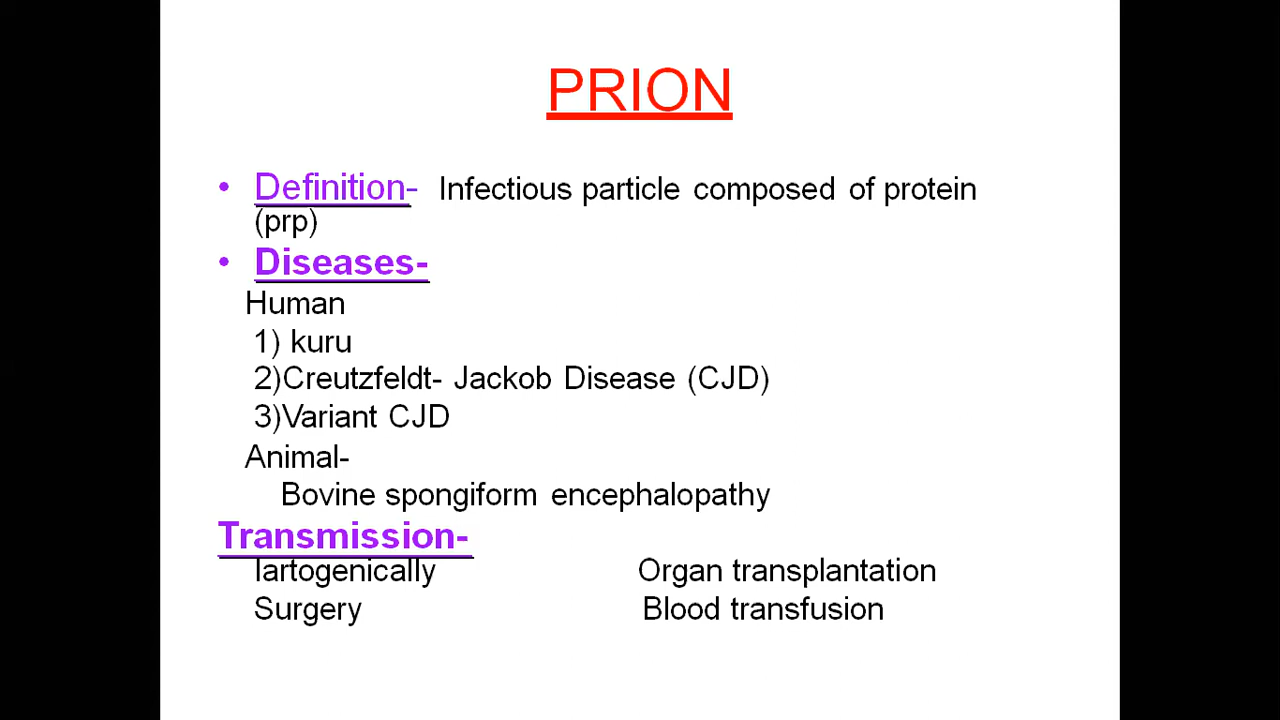 PRION
• Definition- Infectious particle composed of protein
(prp)
• Diseases-
Human
1) kuru
2)Creutzfeldt- Jackob Disease (CJD)
3)Variant CJD
Animal-
Bovine spongiform encephalopathy
Transmission-
Iartogenically Organ transplantation
Surgery Blood transfusion